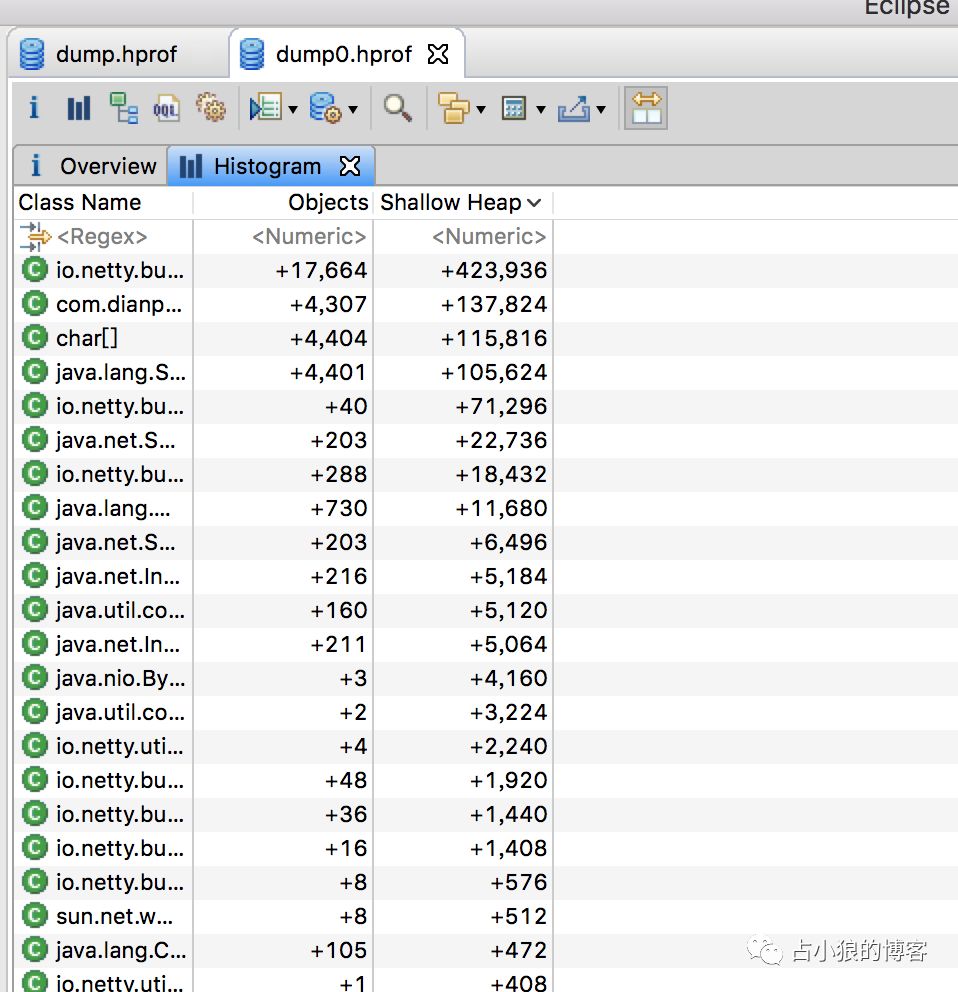 Eclipse
dump.hprof dump0.hprof
i OQL
i Overview Histogram
Class Name Objects Shallow Heap
<Regex> <Numeric> <Numeric>
C io.netty.bu... +17,664 +423,936
C com.dianp... +4,307 +137,824
C char[] +4,404 +115,816
C java.lang.S... +4,401 +105,624
C io.netty.bu... +40 +71,296
C java.net.S... +203 +22,736
C io.netty.bu... +288 +18,432
C java.lang.... +730 +11,680
C java.net.S... +203 +6,496
C java.net.In... +216 +5,184
C java.util.co... +160 +5,120
C java.net.In... +211 +5,064
C java.nio.By... +3 +4,160
C java.util.co... +2 +3,224
C io.netty.uti... +4 +2,240
C io.netty.bu... +48 +1,920
C io.netty.bu... +36 +1,440
C io.netty.bu... +16 +1,408
C io.netty.bu... +8 +576
C sun.net.w... +8 +512
C java.lang.C... +105 +472
C io.netty.uti... +1 +408
占小狼的博客